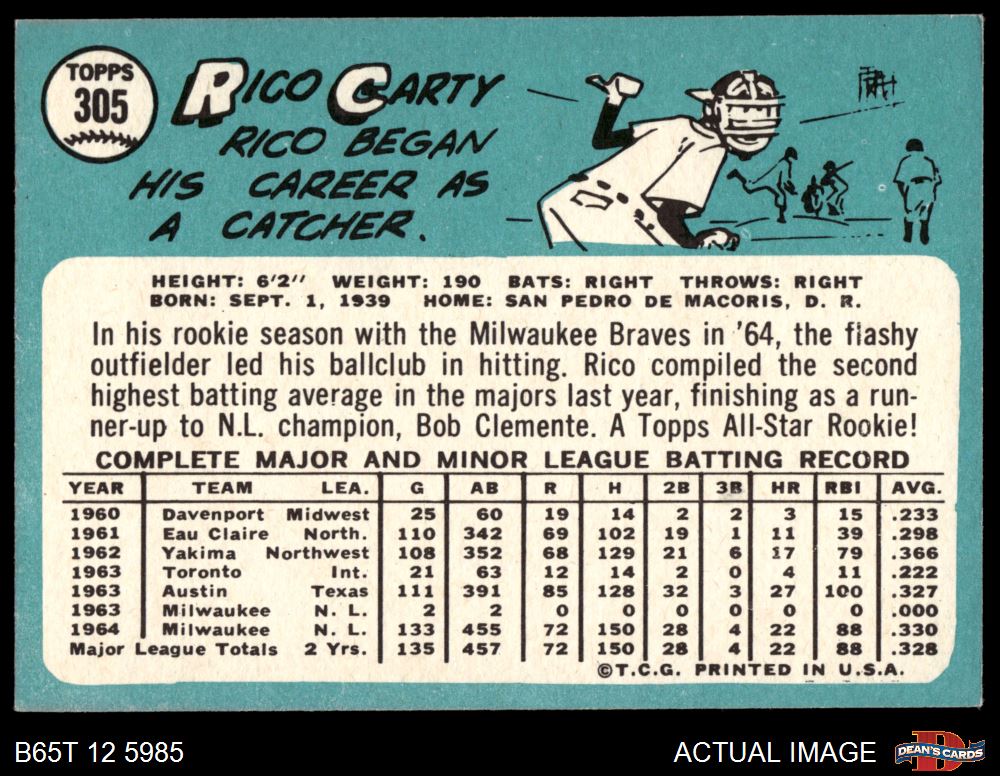 TOPPS
305
RICO CARTY
RICO BEGAN
HIS CAREER AS
A CATCHER.
HEIGHT: 6'2" WEIGHT: 190 BATS: RIGHT THROWS: RIGHT
BORN: SEPT. 1, 1939 HOME: SAN PEDRO DE MACORIS, D. R.
In his rookie season with the Milwaukee Braves in '64, the flashy
outfielder led his ballclub in hitting. Rico compiled the second
highest batting average in the majors last year, finishing as a run-
ner-up to N.L. champion, Bob Clemente. A Topps All-Star Rookie!
COMPLETE MAJOR AND MINOR LEAGUE BATTING RECORD
YEAR TEAM LEA. G AB R H 2B 3B HR RBI AVG.
1960 Davenport Midwest 25 60 19 14 2 2 3 15 .233
1961 Eau Claire North. 110 342 69 102 19 1 11 39 .298
1962 Yakima Northwest 108 352 68 129 21 6 17 79 .366
1963 Toronto Int. 21 63 12 14 2 0 4 11 .222
1963 Austin Texas 111 391 85 128 32 3 27 100 .327
1963 Milwaukee N. L. 2 2 0 0 0 0 0 0 .000
1964 Milwaukee N. L. 133 455 72 150 28 4 22 88 .330
Major League Totals 2 Yrs. 135 457 72 150 28 4 22 88 .328
©T.C.G. PRINTED IN U.S.A.
B65T 12 5985
ACTUAL IMAGE
DEAN'S CARDS